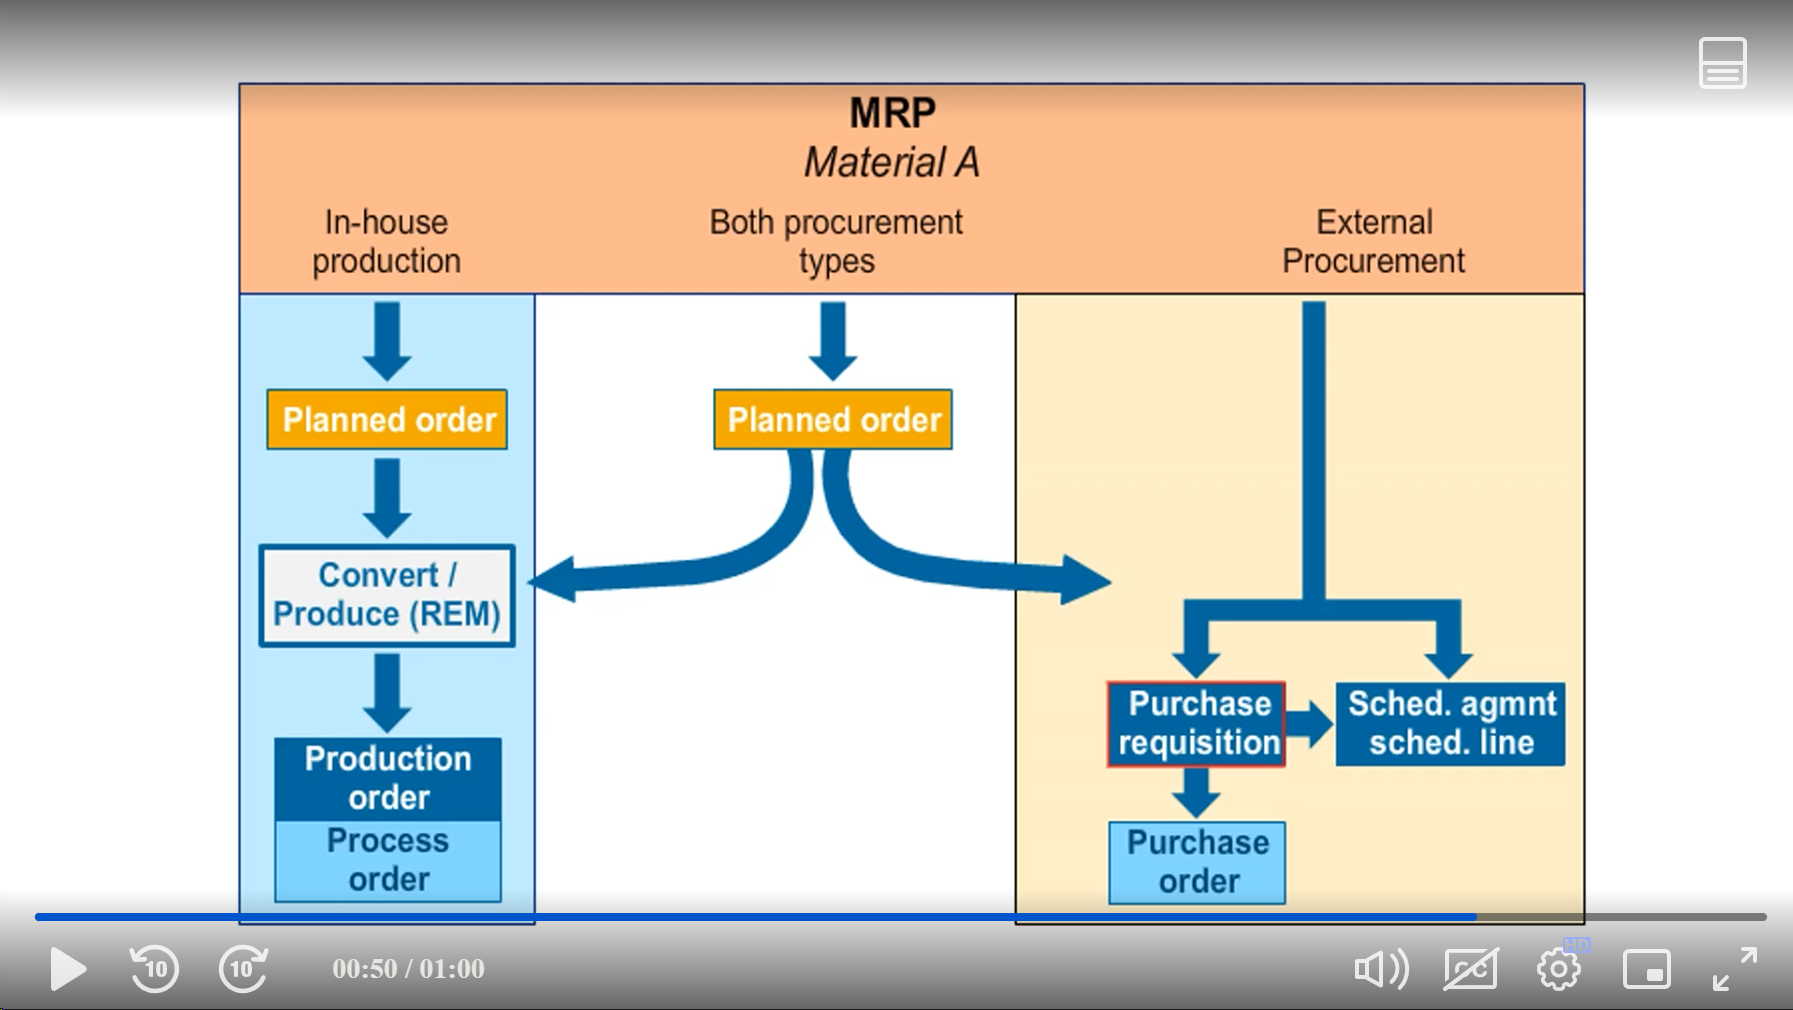 MRP
Material A
In-house
production
Both procurement
types
External
Procurement
Planned order
Planned order
Convert /
Produce (REM)
Production
order
Process
order
Purchase
requisition
Sched. agmnt
sched. line
Purchase
order
10
10
00:50 / 01:00
CC
HD